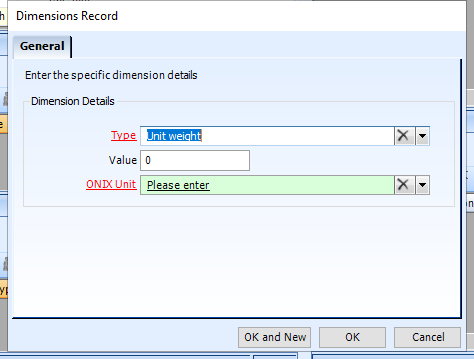 Dimensions Record
General
Enter the specific dimension details
Dimension Details
Type Unit weight
Value 0
ONIX Unit Please enter
OK and New OK Cancel